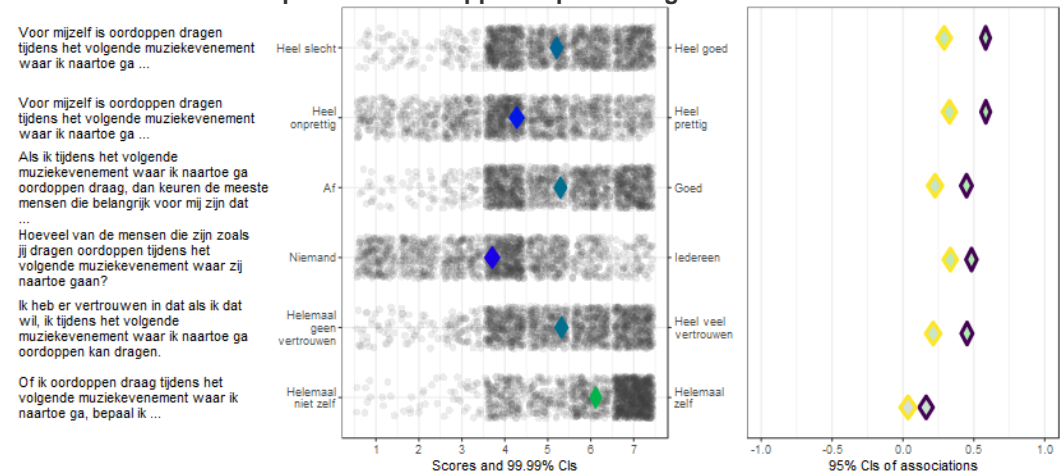 Voor mijzelf is oordoppen dragen
tijdens het volgende muziekevenement
waar ik naartoe ga ...
Heel slecht
Heel goed
Voor mijzelf is oordoppen dragen
tijdens het volgende muziekevenement
waar ik naartoe ga ...
Heel
onprettig
Heel
prettig
Als ik tijdens het volgende
muziekevenement waar ik naartoe ga
oordoppen draag, dan keuren de meeste
mensen die belangrijk voor mij zijn dat
...
Af
Goed
Hoeveel van de mensen die zijn zoals
jij dragen oordoppen tijdens het
volgende muziekevenement waar zij
naartoe gaan?
Niemand
Iedereen
Ik heb er vertrouwen in dat als ik dat
wil, ik tijdens het volgende
muziekevenement waar ik naartoe ga
oordoppen kan dragen.
Helemaal
geen
vertrouwen
Heel veel
vertrouwen
Of ik oordoppen draag tijdens het
volgende muziekevenement waar ik
naartoe ga, bepaal ik ...
Helemaal
niet zelf
Helemaal
zelf
1 2 3 4 5 6 7
Scores and 99.99% CIs
-1.0 -0.5 0.0 0.5 1.0
95% CIs of associations